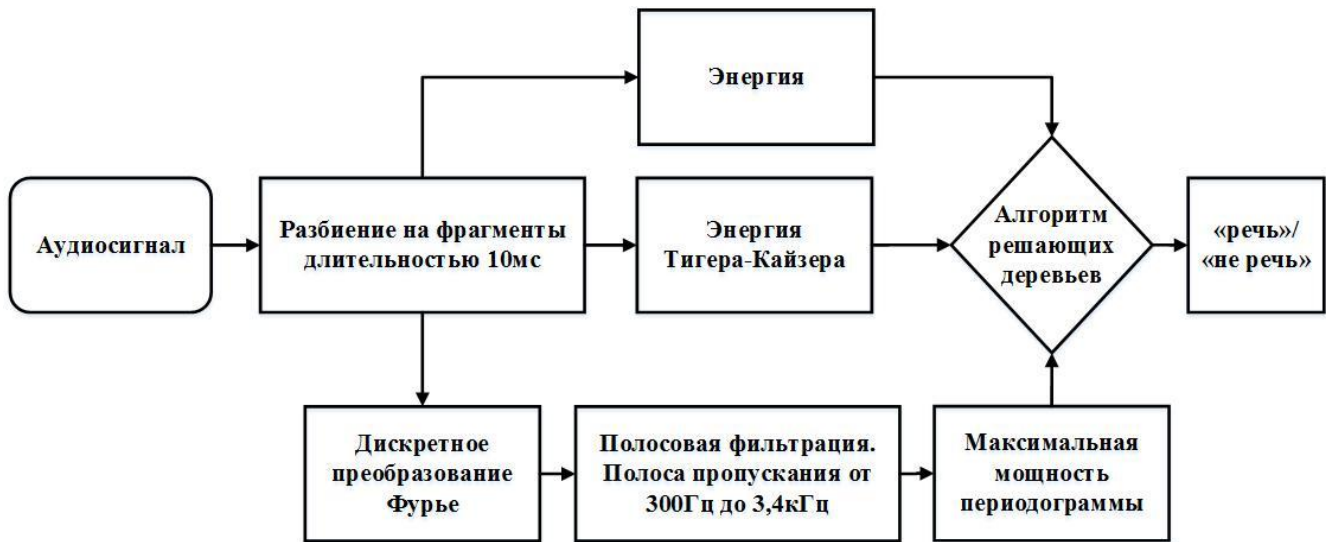 Энергия
Аудиосигнал
Разбиение на фрагменты
длительностью 10мс
Энергия
Тигера-Кайзера
Алгоритм
решающих
деревьев
«речь»/
«не речь»
Дискретное
преобразование
Фурье
Полосовая фильтрация.
Полоса пропускания от
300Гц до 3,4кГц
Максимальная
мощность
периодограммы